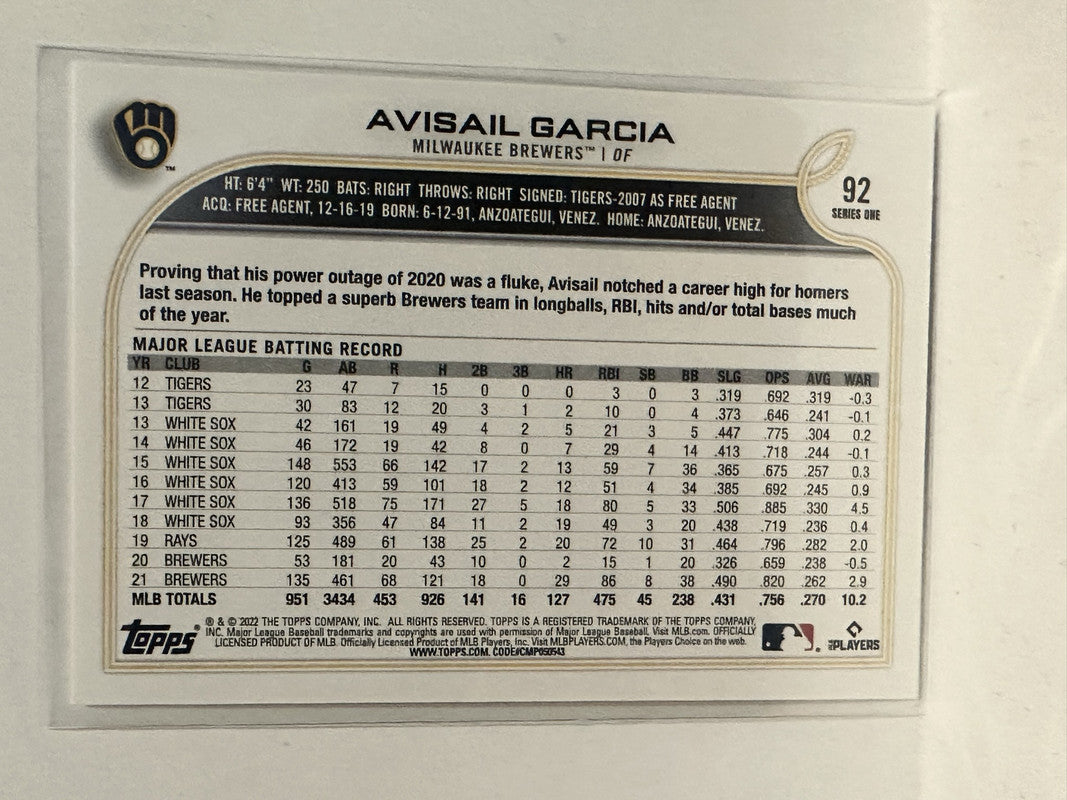 AVISAIL GARCIA
MILWAUKEE BREWERS™ | OF
™
92
SERIES ONE
HT: 6'4" WT: 250 BATS: RIGHT THROWS: RIGHT SIGNED: TIGERS-2007 AS FREE AGENT
ACQ: FREE AGENT, 12-16-19 BORN: 6-12-91, ANZOATEGUI, VENEZ. HOME: ANZOATEGUI, VENEZ.
Proving that his power outage of 2020 was a fluke, Avisail notched a career high for homers
last season. He topped a superb Brewers team in longballs, RBI, hits and/or total bases much
of the year.
MAJOR LEAGUE BATTING RECORD
YR CLUB G AB R H 2B 3B HR RBI SB BB SLG OPS AVG WAR
12 TIGERS 23 47 7 15 0 0 0 3 0 3 .319 .692 .319 -0.3
13 TIGERS 30 83 12 20 3 1 2 10 0 4 .373 .646 .241 -0.1
13 WHITE SOX 42 161 19 49 4 2 5 21 3 5 .447 .775 .304 0.2
14 WHITE SOX 46 172 19 42 8 0 7 29 4 14 .413 .718 .244 -0.1
15 WHITE SOX 148 553 66 142 17 2 13 59 7 36 .365 .675 .257 0.3
16 WHITE SOX 120 413 59 101 18 2 12 51 4 34 .385 .692 .245 0.9
17 WHITE SOX 136 518 75 171 27 5 18 80 5 33 .506 .885 .330 4.5
18 WHITE SOX 93 356 47 84 11 2 19 49 3 20 .438 .719 .236 0.4
19 RAYS 125 489 61 138 25 2 20 72 10 31 .464 .796 .282 2.0
20 BREWERS 53 181 20 43 10 0 2 15 1 20 .326 .659 .238 -0.5
21 BREWERS 135 461 68 121 18 0 29 86 8 38 .490 .820 .262 2.9
MLB TOTALS 951 3434 453 926 141 16 127 475 45 238 .431 .756 .270 10.2
topps®
® & © 2022 THE TOPPS COMPANY, INC. ALL RIGHTS RESERVED. TOPPS IS A REGISTERED TRADEMARK OF THE TOPPS COMPANY,
INC. Major League Baseball trademarks and copyrights are used with permission of Major League Baseball. Visit MLB.com. OFFICIALLY
LICENSED PRODUCT OF MLB. Officially Licensed Product of MLB Players, Inc. Visit MLBPLAYERS.COM, the Players Choice on the web.
WWW.TOPPS.COM. CODE#CMP050543
PLAYERS